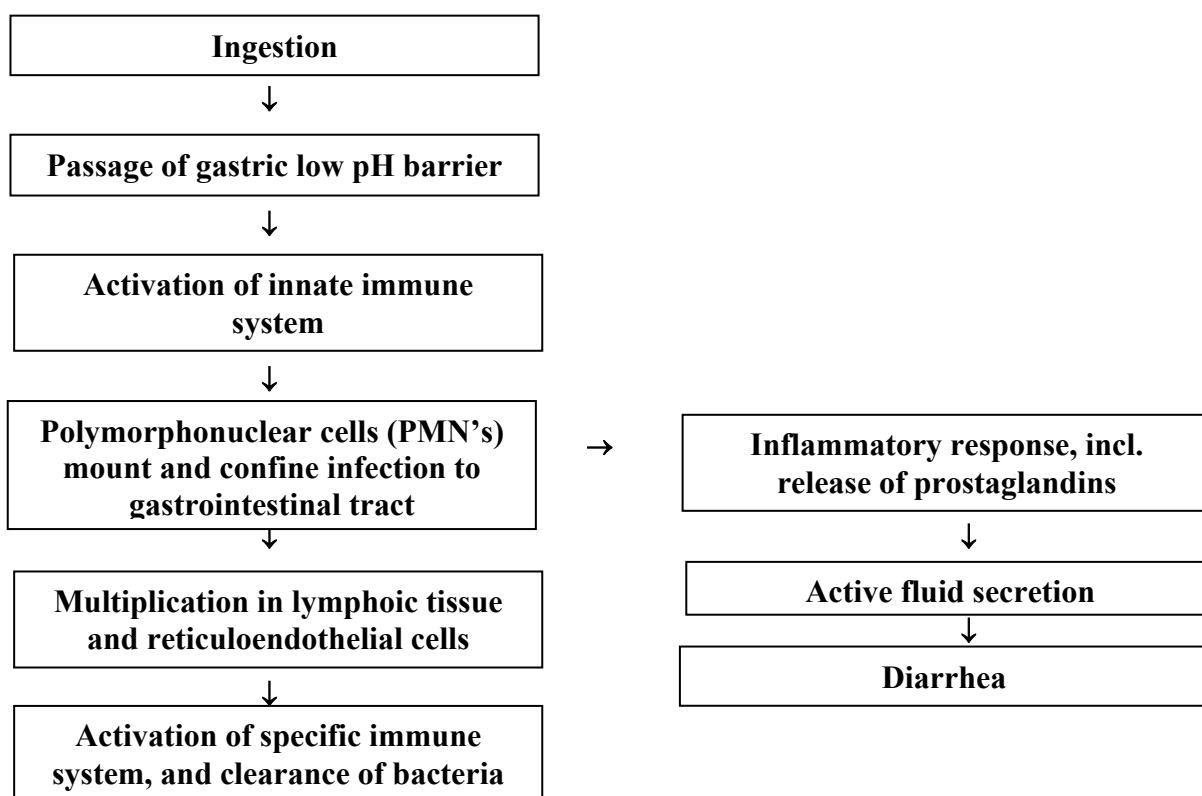 Ingestion
↓
Passage of gastric low pH barrier
↓
Activation of innate immune
system
↓
Polymorphonuclear cells (PMN’s)
mount and confine infection to
gastrointestinal tract
→
Inflammatory response, incl.
release of prostaglandins
↓
Active fluid secretion
↓
Diarrhea
↓
Multiplication in lymphoic tissue
and reticuloendothelial cells
↓
Activation of specific immune
system, and clearance of bacteria